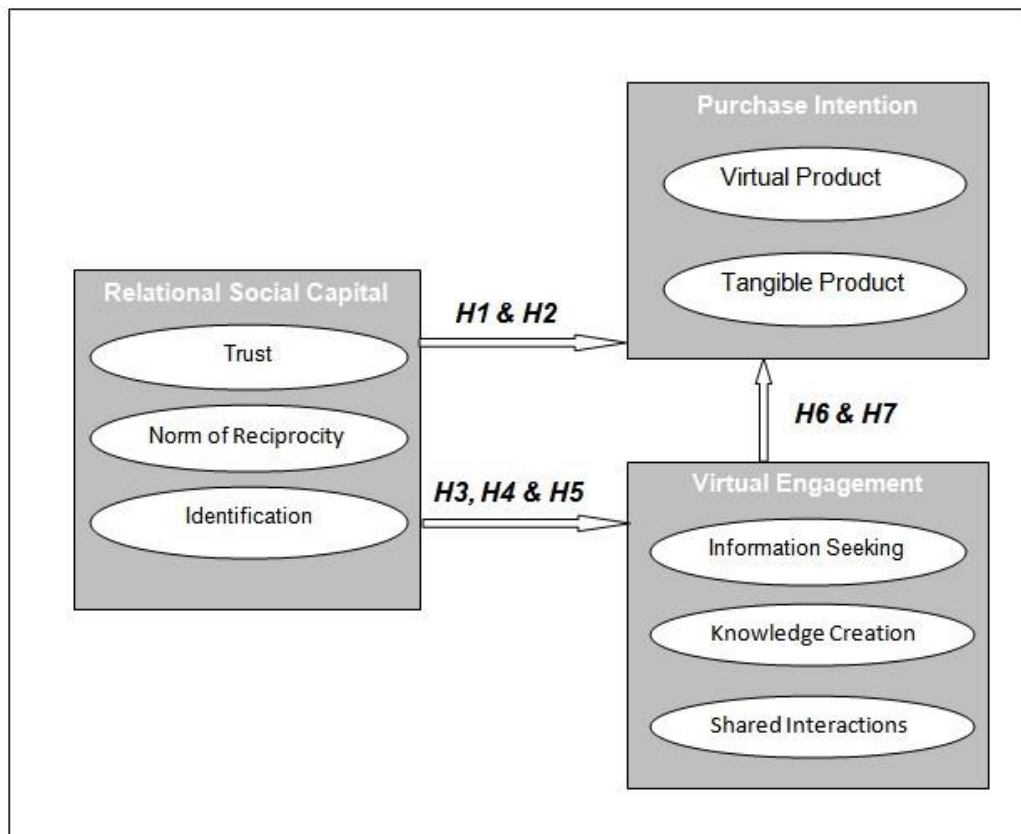 Purchase Intention
Virtual Product
Tangible Product
Relational Social Capital
Trust
Norm of Reciprocity
Identification
H1 & H2
H3, H4 & H5
H6 & H7
Virtual Engagement
Information Seeking
Knowledge Creation
Shared Interactions